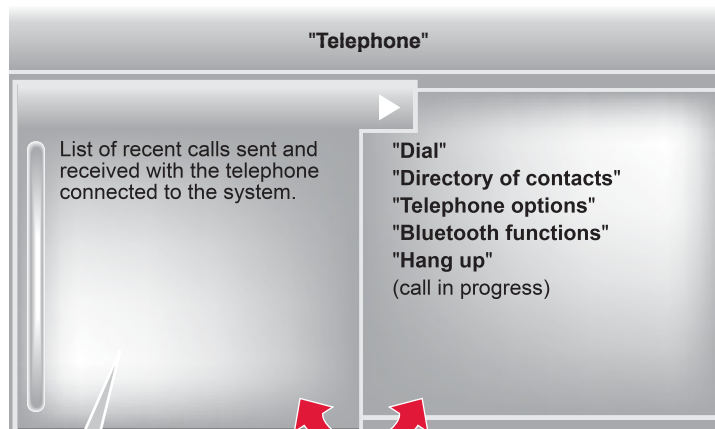 "Telephone"
List of recent calls sent and
received with the telephone
connected to the system.
"Dial"
"Directory of contacts"
"Telephone options"
"Bluetooth functions"
"Hang up"
(call in progress)